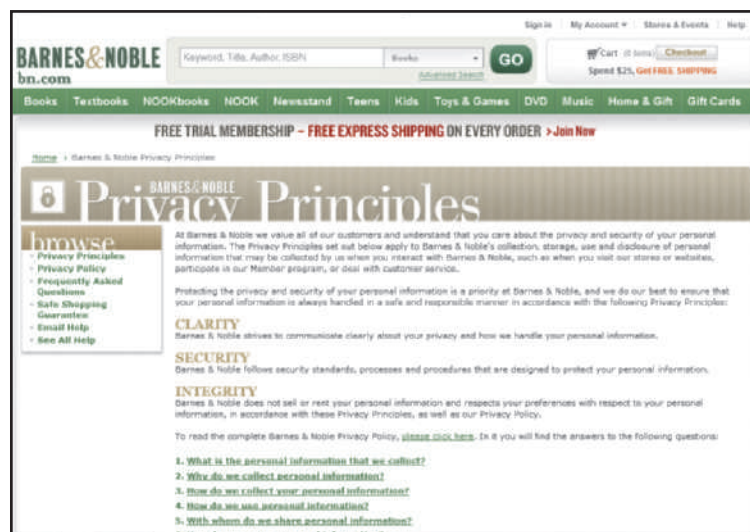 Sign in My Account Stores & Events Help
BARNES&NOBLE
bn.com
Keyword, Title, Author, ISBN Books GO
Advanced Search
Cart (0 items) Checkout
Spend $25, Get FREE SHIPPING
Books Textbooks NOOKbooks NOOK Newsstand Teens Kids Toys & Games DVD Music Home & Gift Gift Cards
FREE TRIAL MEMBERSHIP – FREE EXPRESS SHIPPING ON EVERY ORDER > Join Now
Home > Barnes & Noble Privacy Principles
BARNES&NOBLE
Privacy Principles
browse
Privacy Principles
Privacy Policy
Frequently Asked
Questions
Safe Shopping
Guarantee
Email Help
See All Help
At Barnes & Noble we value all of our customers and understand that you care about the privacy and security of your personal
information. The Privacy Principles set out below apply to Barnes & Noble's collection, storage, use and disclosure of personal
information that may be collected by us when you interact with Barnes & Noble, such as when you visit our stores or websites,
participate in our Member program, or deal with customer service.
Protecting the privacy and security of your personal information is a priority at Barnes & Noble, and we do our best to ensure that
your personal information is always handled in a safe and responsible manner in accordance with the following Privacy Principles:
CLARITY
Barnes & Noble strives to communicate clearly about your privacy and how we handle your personal information.
SECURITY
Barnes & Noble follows security standards, processes and procedures that are designed to protect your personal information.
INTEGRITY
Barnes & Noble does not sell or rent your personal information and respects your preferences with respect to your personal
information, in accordance with these Privacy Principles, as well as our Privacy Policy.
To read the complete Barnes & Noble Privacy Policy, please click here. In it you will find the answers to the following questions:
1. What is the personal information that we collect?
2. Why do we collect personal information?
3. How do we collect your personal information?
4. How do we use personal information?
5. With whom do we share personal information?